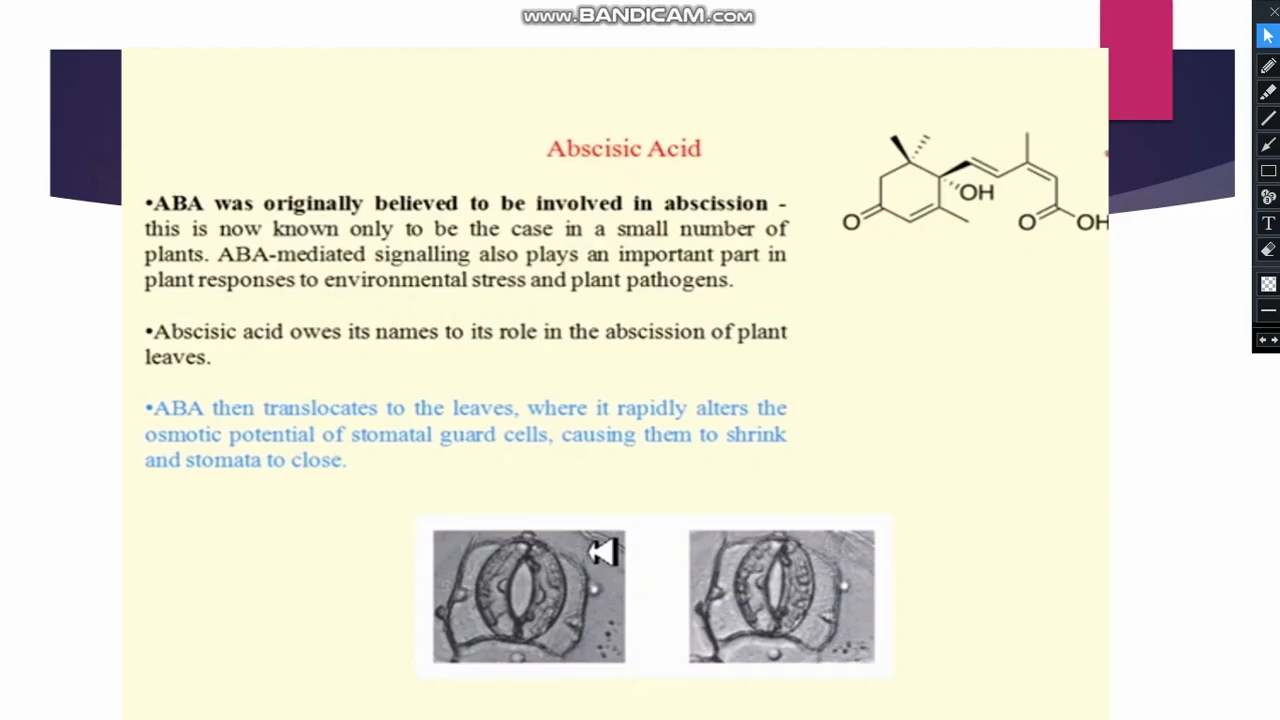 www.BANDICAM.com
Abscisic Acid
•ABA was originally believed to be involved in abscission -
this is now known only to be the case in a small number of
plants. ABA-mediated signalling also plays an important part in
plant responses to environmental stress and plant pathogens.
•Abscisic acid owes its names to its role in the abscission of plant
leaves.
•ABA then translocates to the leaves, where it rapidly alters the
osmotic potential of stomatal guard cells, causing them to shrink
and stomata to close.
OH
O
O
OH
T